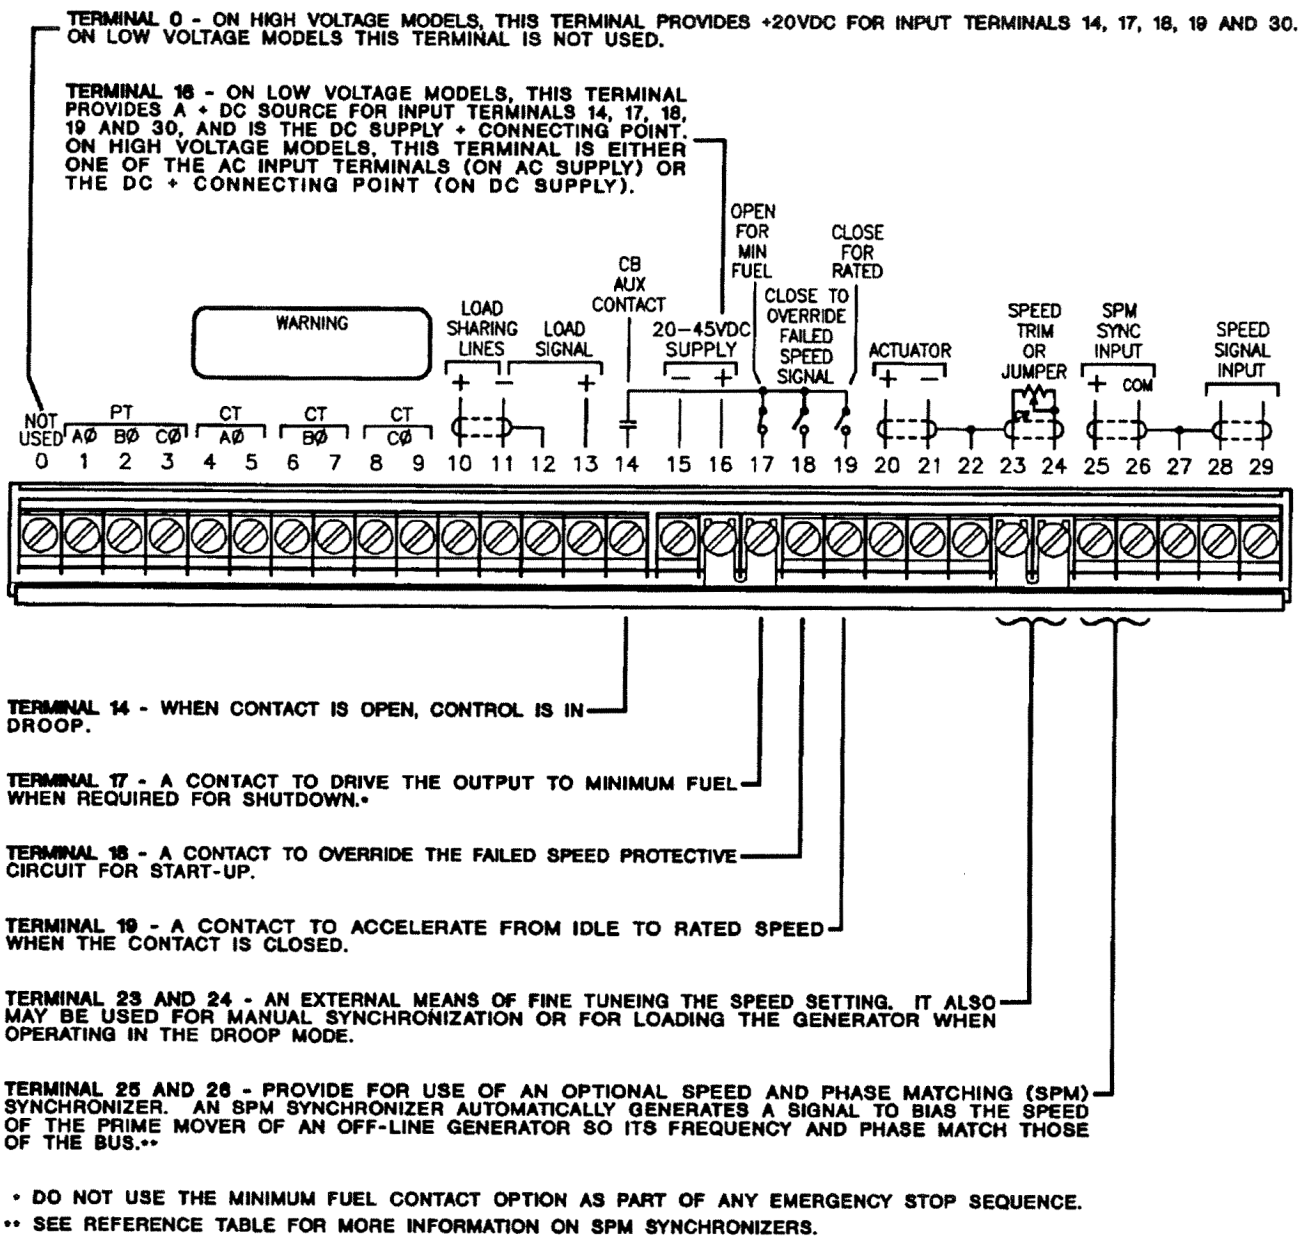 TERMINAL 0 - ON HIGH VOLTAGE MODELS, THIS TERMINAL PROVIDES +20VDC FOR INPUT TERMINALS 14, 17, 18, 19 AND 30.
ON LOW VOLTAGE MODELS THIS TERMINAL IS NOT USED.
TERMINAL 16 - ON LOW VOLTAGE MODELS, THIS TERMINAL
PROVIDES A + DC SOURCE FOR INPUT TERMINALS 14, 17, 18,
19 AND 30, AND IS THE DC SUPPLY + CONNECTING POINT.
ON HIGH VOLTAGE MODELS, THIS TERMINAL IS EITHER
ONE OF THE AC INPUT TERMINALS (ON AC SUPPLY) OR
THE DC + CONNECTING POINT (ON DC SUPPLY).
OPEN
FOR
MIN
FUEL
CLOSE
FOR
RATED
CB
AUX
CONTACT
CLOSE TO
OVERRIDE
FAILED
SPEED
SIGNAL
WARNING
LOAD
SHARING
LINES
LOAD
SIGNAL
20-45VDC
SUPPLY
ACTUATOR
SPEED
TRIM
OR
JUMPER
SPM
SYNC
INPUT
SPEED
SIGNAL
INPUT
+ - + - + + - + COM
CW
NOT
USED
PT
AØ BØ CØ
CT
AØ
CT
BØ
CT
CØ
0 1 2 3 4 5 6 7 8 9 10 11 12 13 14 15 16 17 18 19 20 21 22 23 24 25 26 27 28 29
TERMINAL 14 - WHEN CONTACT IS OPEN, CONTROL IS IN
DROOP.
TERMINAL 17 - A CONTACT TO DRIVE THE OUTPUT TO MINIMUM FUEL
WHEN REQUIRED FOR SHUTDOWN.*
TERMINAL 18 - A CONTACT TO OVERRIDE THE FAILED SPEED PROTECTIVE
CIRCUIT FOR START-UP.
TERMINAL 19 - A CONTACT TO ACCELERATE FROM IDLE TO RATED SPEED
WHEN THE CONTACT IS CLOSED.
TERMINAL 23 AND 24 - AN EXTERNAL MEANS OF FINE TUNEING THE SPEED SETTING. IT ALSO
MAY BE USED FOR MANUAL SYNCHRONIZATION OR FOR LOADING THE GENERATOR WHEN
OPERATING IN THE DROOP MODE.
TERMINAL 25 AND 26 - PROVIDE FOR USE OF AN OPTIONAL SPEED AND PHASE MATCHING (SPM)
SYNCHRONIZER. AN SPM SYNCHRONIZER AUTOMATICALLY GENERATES A SIGNAL TO BIAS THE SPEED
OF THE PRIME MOVER OF AN OFF-LINE GENERATOR SO ITS FREQUENCY AND PHASE MATCH THOSE
OF THE BUS.**
* DO NOT USE THE MINIMUM FUEL CONTACT OPTION AS PART OF ANY EMERGENCY STOP SEQUENCE.
** SEE REFERENCE TABLE FOR MORE INFORMATION ON SPM SYNCHRONIZERS.